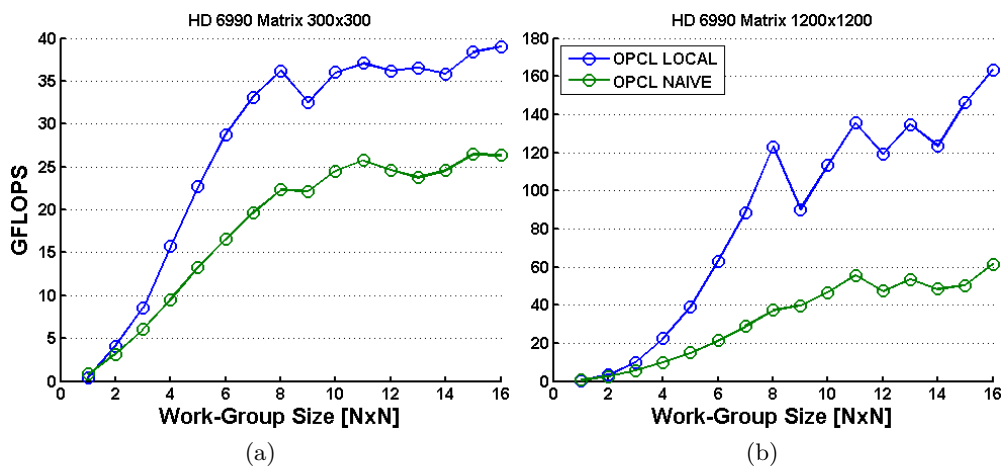 HD 6990 Matrix 300x300
GFLOPS
40
35
30
25
20
15
10
5
0
0 2 4 6 8 10 12 14 16
Work-Group Size [NxN]
(a)
HD 6990 Matrix 1200x1200
OPCL LOCAL
OPCL NAIVE
180
160
140
120
100
80
60
40
20
0
0 2 4 6 8 10 12 14 16
Work-Group Size [NxN]
(b)